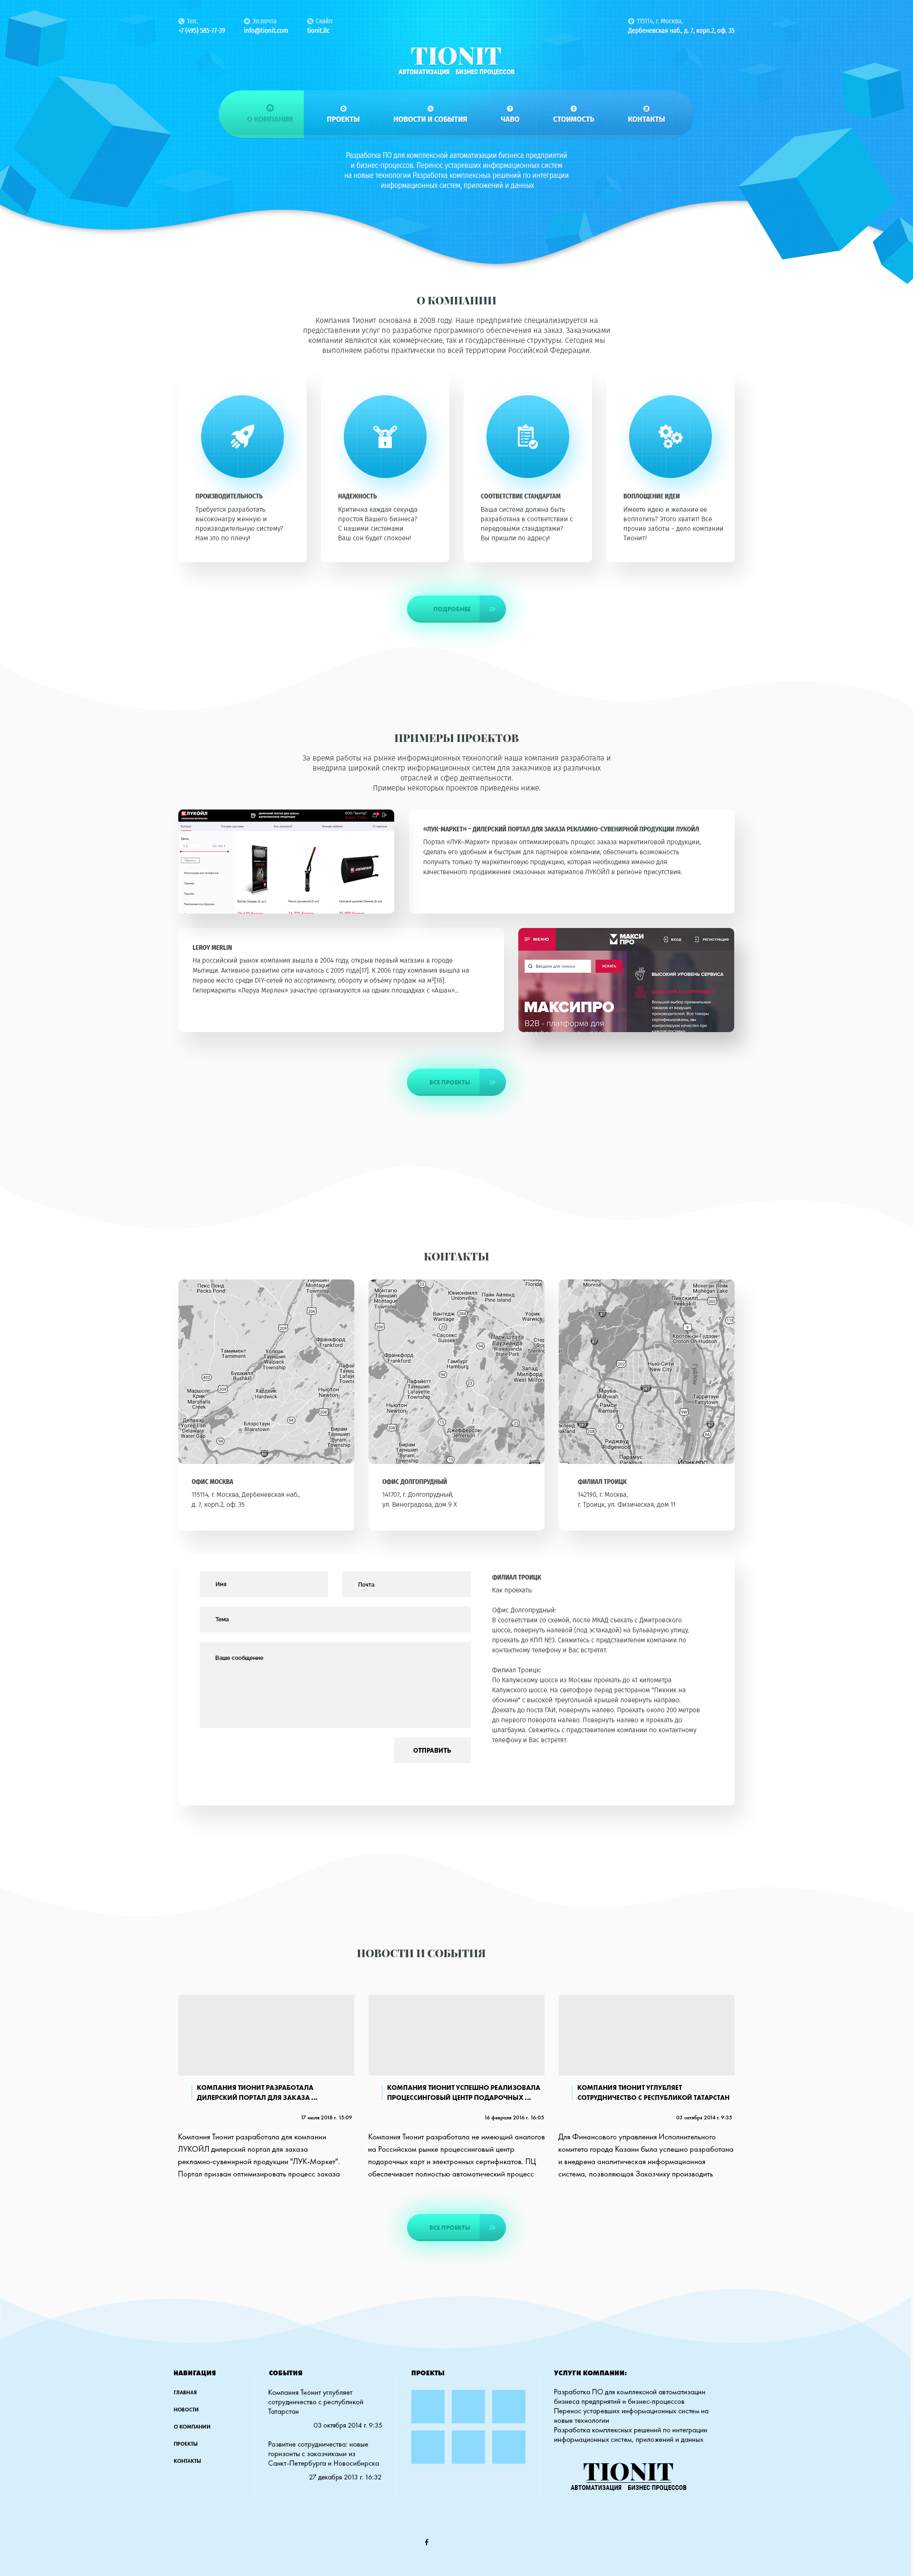 Тел.
+7 (495) 585-77-39
Эл.почта
info@tionit.com
Скайп
tionit.llc
115114, г. Москва,
Дербеневская наб., д. 7, корп.2, оф. 35
TIONIT
АВТОМАТИЗАЦИЯ БИЗНЕС ПРОЦЕССОВ
О КОМПАНИИ
ПРОЕКТЫ
НОВОСТИ И СОБЫТИЯ
ЧАВО
СТОИМОСТЬ
КОНТАКТЫ
Разработка ПО для комплексной автоматизации бизнеса предприятий
и бизнес-процессов. Перенос устаревших информационных систем
на новые технологии Разработка комплексных решений по интеграции
информационных систем, приложений и данных
О КОМПАНИИ
Компания Тионит основана в 2008 году. Наше предприятие специализируется на
предоставлении услуг по разработке программного обеспечения на заказ. Заказчиками
компании являются как коммерческие, так и государственные структуры. Сегодня мы
выполняем работы практически по всей территории Российской Федерации.
ПРОИЗВОДИТЕЛЬНОСТЬ
Требуется разработать
высоконагру женную и
производительную систему?
Нам это по плечу!
НАДЕЖНОСТЬ
Критична каждая секунда
простоя Вашего бизнеса?
С нашими системами
Ваш сон будет спокоен!
СООТВЕТСТВИЕ СТАНДАРТАМ
Ваша система должна быть
разработана в соответствии с
передовыми стандартами?
Вы пришли по адресу!
ВОПЛОЩЕНИЕ ИДЕИ
Имеете идею и желание ее
воплотить? Этого хватит! Все
прочие заботы - дело компании
Тионит!
ПОДРОБНЕЕ
ПРИМЕРЫ ПРОЕКТОВ
За время работы на рынке информационных технологий наша компания разработала и
внедрила широкий спектр информационных систем для заказчиков из различных
отраслей и сфер деятиельности.
Примеры некоторых проектов приведены ниже.
ЛУКОЙЛ
«ЛУК-МАРКЕТ» – ДИЛЕРСКИЙ ПОРТАЛ ДЛЯ ЗАКАЗА РЕКЛАМНО-СУВЕНИРНОЙ ПРОДУКЦИИ ЛУКОЙЛ
Портал «ЛУК–Маркет» призван оптимизировать процесс заказа маркетинговой продукции,
сделать его удобным и быстрым для партнеров компании, обеспечить возможность
получать только ту маркетинговую продукцию, которая необходима именно для
качественного продвижения смазочных материалов ЛУКОЙЛ в регионе присутствия.
LEROY MERLIN
На российский рынок компания вышла в 2004 году, открыв первый магазин в городе
Мытищи. Активное развитие сети началось с 2005 года[17]. К 2006 году компания вышла на
первое место среди DIY-сетей по ассортименту, обороту и объёму продаж на м²[18].
Гипермаркеты «Леруа Мерлен» зачастую организуются на одних площадках с «Ашан»...
МЕНЮ
МАКСИ
ПРО
ВХОД
РЕГИСТРАЦИЯ
Введите для поиска
ИСКАТЬ
ВЫСОКИЙ УРОВЕНЬ СЕРВИСА
МАКСИПРО
B2B - платформа для
Большой выбор премиальных
товаров от ведущих
производителей. Все товары
сертифицированы, мы
контролируем качество при
ВСЕ ПРОЕКТЫ
КОНТАКТЫ
ОФИС МОСКВА
115114, г. Москва, Дербеневская наб.,
д. 7, корп.2, оф. 35
ОФИС ДОЛГОПРУДНЫЙ
141707, г. Долгопрудный,
ул. Виноградова, дом 9 Х
ФИЛИАЛ ТРОИЦК
142190, г. Москва,
г. Троицк, ул. Физическая, дом 11
Имя
Почта
Тема
Ваше сообщение
ОТПРАВИТЬ
ФИЛИАЛ ТРОИЦК
Как проехать:
Офис Долгопрудный:
В соответствии со схемой, после МКАД съехать с Дмитровского
шоссе, повернуть налевой (под эстакадой) на Бульварную улицу,
проехать до КПП №3. Свяжитесь с представителем компании по
контактному телефону и Вас встретят.
Филиал Троицк:
По Калужскому шоссе из Москвы проехать до 41 километра
Калужского шоссе. На светофоре перед рестораном "Пикник на
обочине" с высокой треугольной крышей повернуть направо.
Доехать до поста ГАИ, повернуть налево. Проехать около 200 метров
до первого поворота налево. Повернуть налево и проехать до
шлагбаума. Свяжитесь с представителем компании по контактному
телефону и Вас встретят.
НОВОСТИ И СОБЫТИЯ
КОМПАНИЯ ТИОНИТ РАЗРАБОТАЛА
ДИЛЕРСКИЙ ПОРТАЛ ДЛЯ ЗАКАЗА ...
17 июля 2018 г. 15:09
Компания Тионит разработала для компании
ЛУКОЙЛ дилерский портал для заказа
рекламно-сувенирной продукции "ЛУК-Маркет".
Портал призван оптимизировать процесс заказа
КОМПАНИЯ ТИОНИТ УСПЕШНО РЕАЛИЗОВАЛА
ПРОЦЕССИНГОВЫЙ ЦЕНТР ПОДАРОЧНЫХ ...
16 февраля 2016 г. 16:05
Компания Тионит разработала не имеющий аналогов
на Российском рынке процессинговый центр
подарочных карт и электронных сертификатов. ПЦ
обеспечивает полностью автоматический процесс
КОМПАНИЯ ТИОНИТ УГЛУБЛЯЕТ
СОТРУДНИЧЕСТВО С РЕСПУБЛИКОЙ ТАТАРСТАН
03 октября 2014 г. 9:35
Для Финансового управления Исполнительного
комитета города Казани была успешно разработана
и внедрена аналитическая информационная
система, позволяющая Заказчику производить
ВСЕ ПРОЕКТЫ
НАВИГАЦИЯ
ГЛАВНАЯ
НОВОСТИ
О КОМПАНИИ
ПРОЕКТЫ
КОНТАКТЫ
СОБЫТИЯ
Компания Тионит углубляет
сотрудничество с республикой
Татарстан
03 октября 2014 г. 9:35
Развитие сотрудничества: новые
горизонты с заказчиками из
Санкт-Петербурга и Новосибирска
27 декабря 2013 г. 16:32
ПРОЕКТЫ
УСЛУГИ КОМПАНИИ:
Разработка ПО для комплексной автоматизации
бизнеса предприятий и бизнес-процессов
Перенос устаревших информационных систем на
новые технологии
Разработка комплексных решений по интеграции
информационных систем, приложений и данных
TIONIT
АВТОМАТИЗАЦИЯ БИЗНЕС ПРОЦЕССОВ